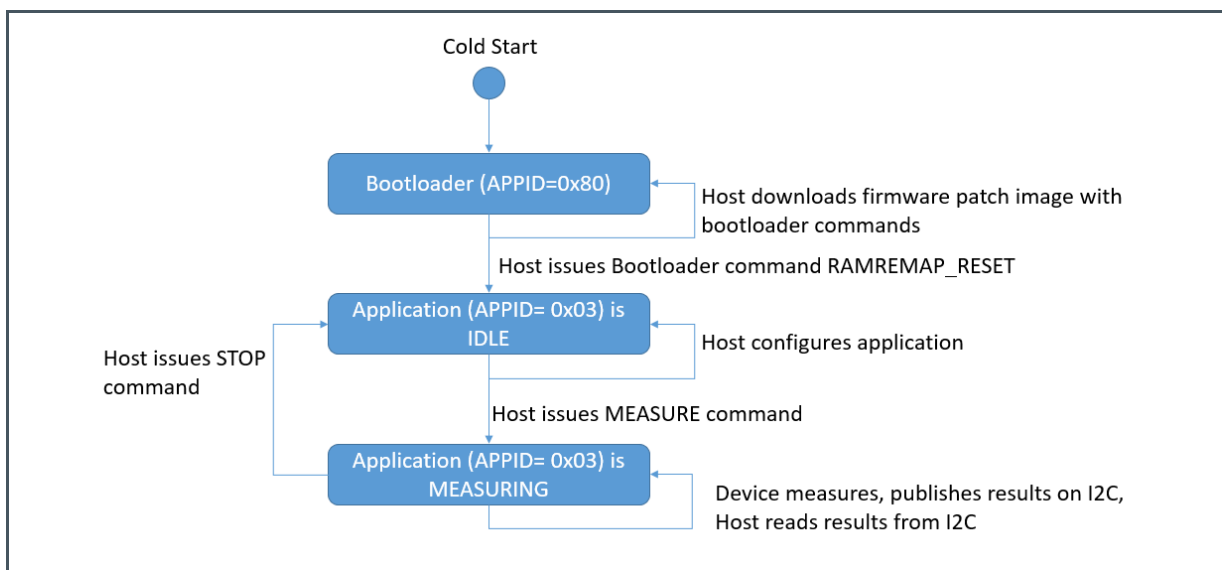 Cold Start
Bootloader (APPID=0x80)
Host downloads firmware patch image with
bootloader commands
Host issues Bootloader command RAMREMAP_RESET
Application (APPID= 0x03) is
IDLE
Host configures application
Host issues STOP
command
Host issues MEASURE command
Application (APPID= 0x03) is
MEASURING
Device measures, publishes results on I2C,
Host reads results from I2C